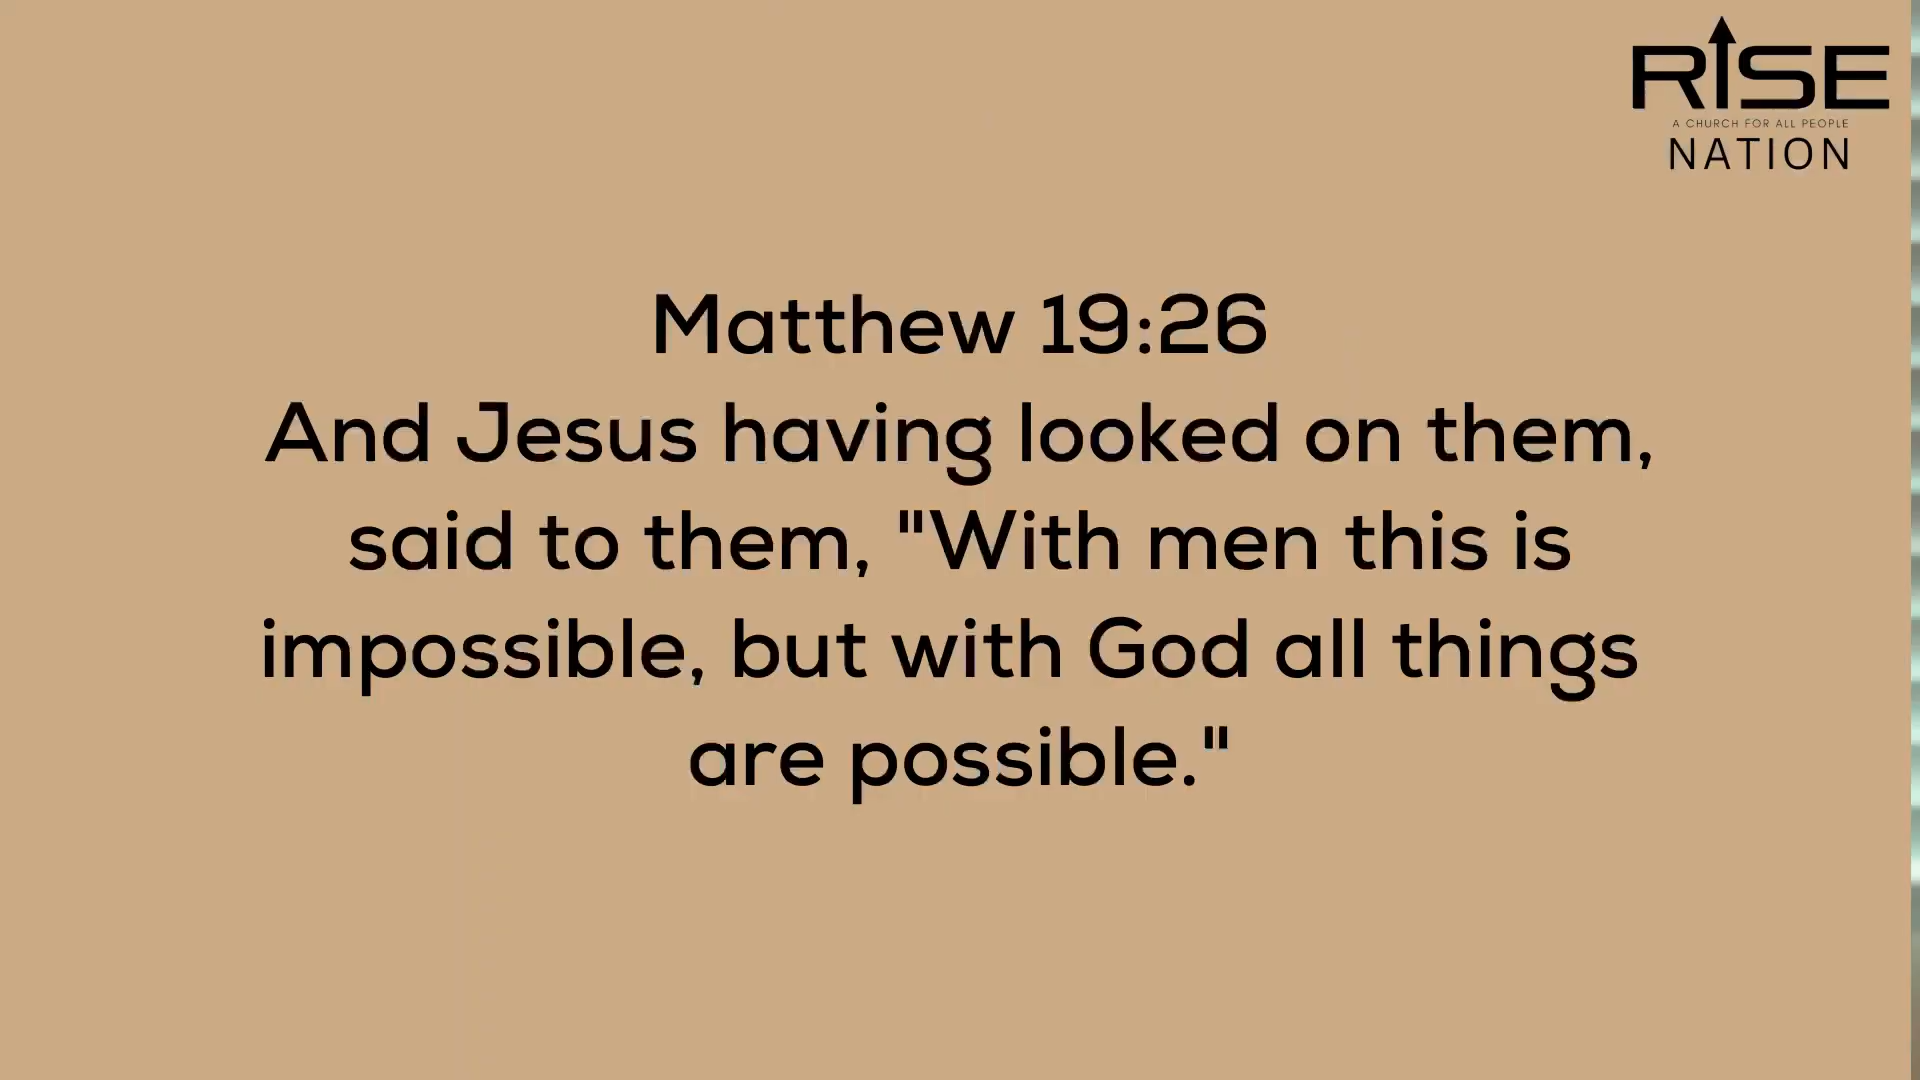 RISE
A CHURCH FOR ALL PEOPLE
NATION
Matthew 19:26
And Jesus having looked on them,
said to them, "With men this is
impossible, but with God all things
are possible."